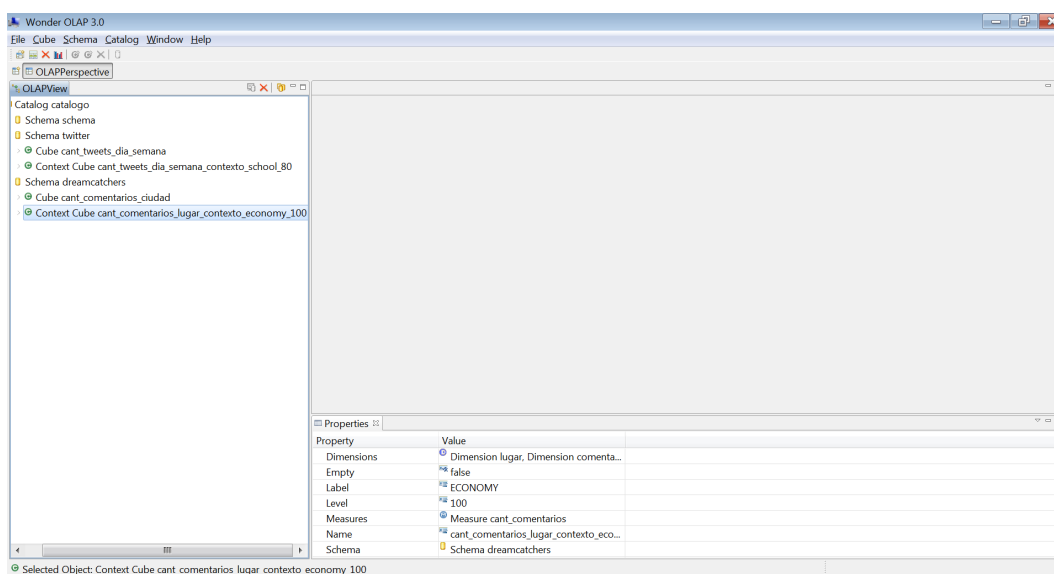 Wonder OLAP 3.0
File Cube Schema Catalog Window Help
OLAPPerspective
OLAPView
Catalog catalogo
Schema schema
Schema twitter
Cube cant_tweets_dia_semana
Context Cube cant_tweets_dia_semana_contexto_school_80
Schema dreamcatchers
Cube cant_comentarios_ciudad
Context Cube cant_comentarios_lugar_contexto_economy_100
Properties
Property Value
Dimensions Dimension lugar, Dimension comenta...
Empty false
Label ECONOMY
Level 100
Measures Measure cant_comentarios
Name cant_comentarios_lugar_contexto_eco...
Schema Schema dreamcatchers
Selected Object: Context Cube cant_comentarios_lugar_contexto_economy_100